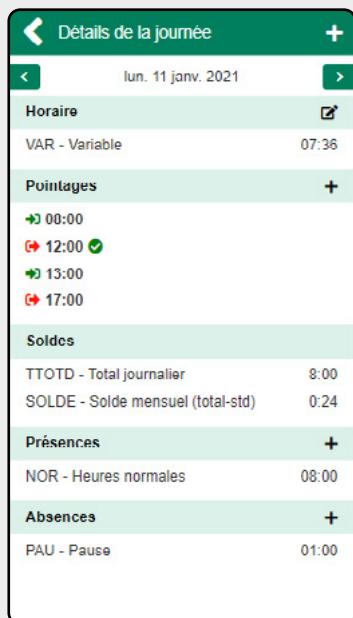 Détails de la journée
lun. 11 janv. 2021
Horaire
VAR - Variable 07:36
Pointages
08:00
12:00
13:00
17:00
Soldes
TTOTD - Total journalier 8:00
SOLDE - Solde mensuel (total-std) 0:24
Présences
NOR - Heures normales 08:00
Absences
PAU - Pause 01:00